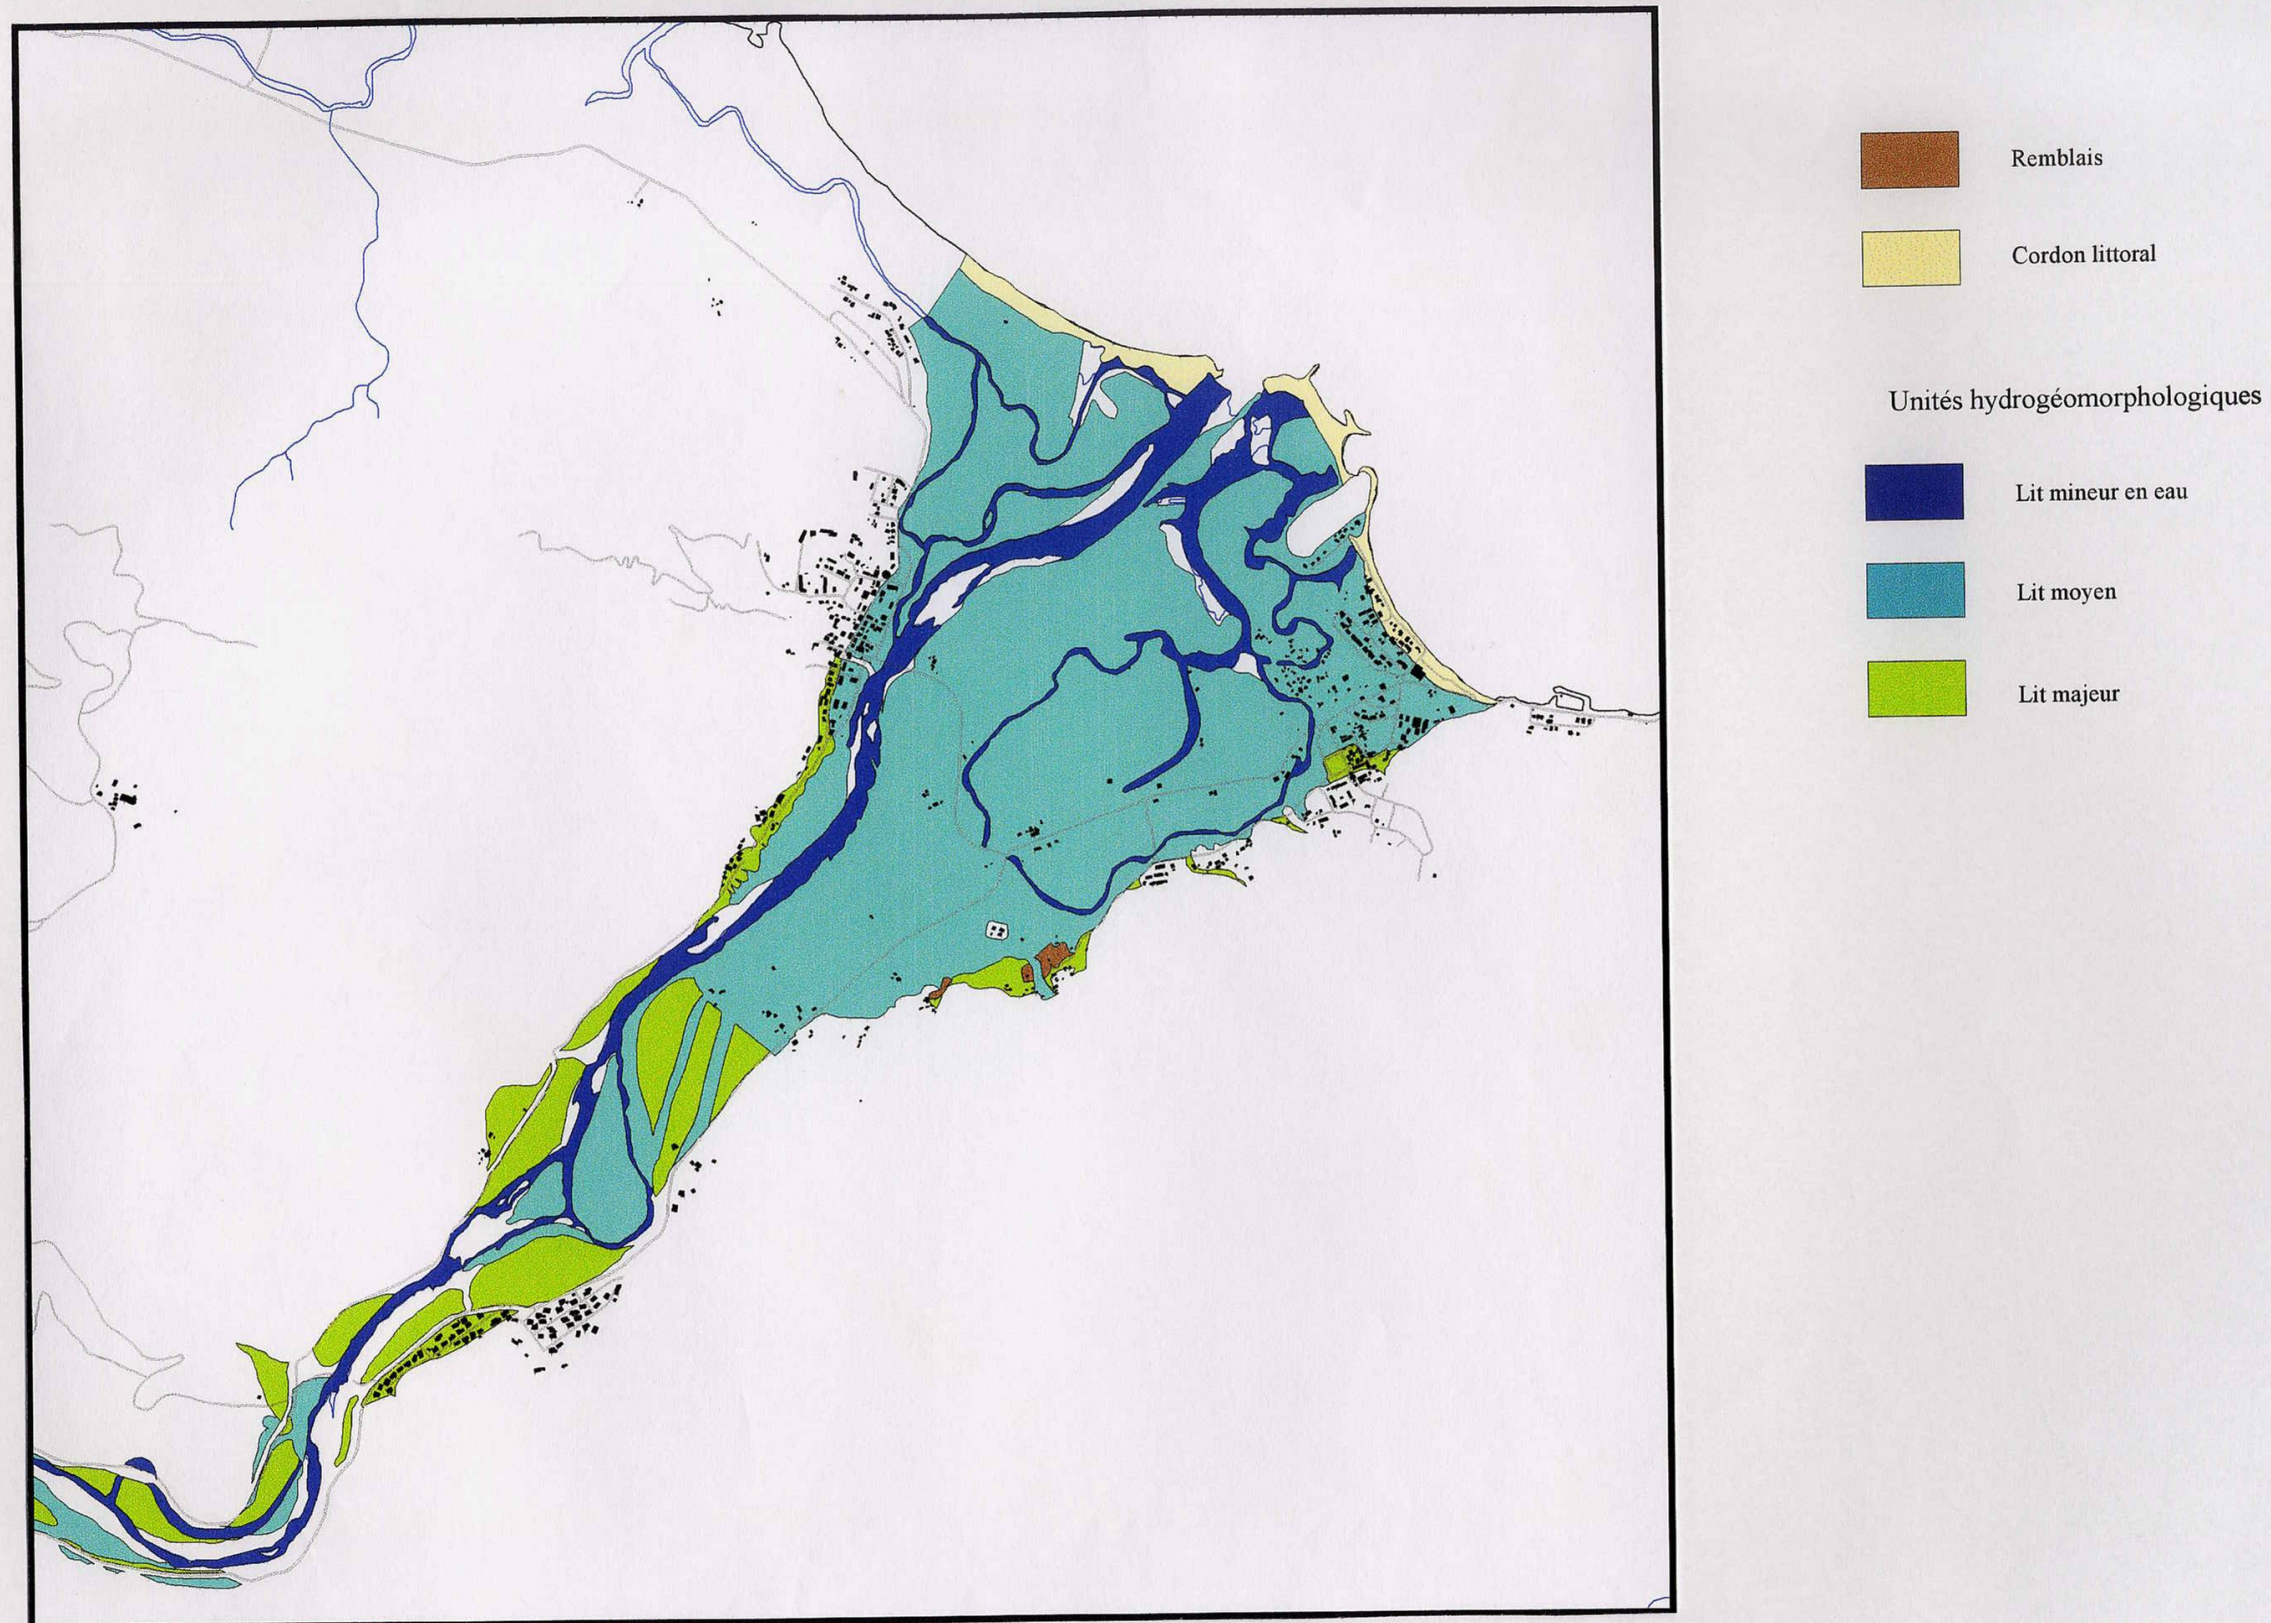 Remblais
Cordon littoral
Unités hydrogéomorphologiques
Lit mineur en eau
Lit moyen
Lit majeur